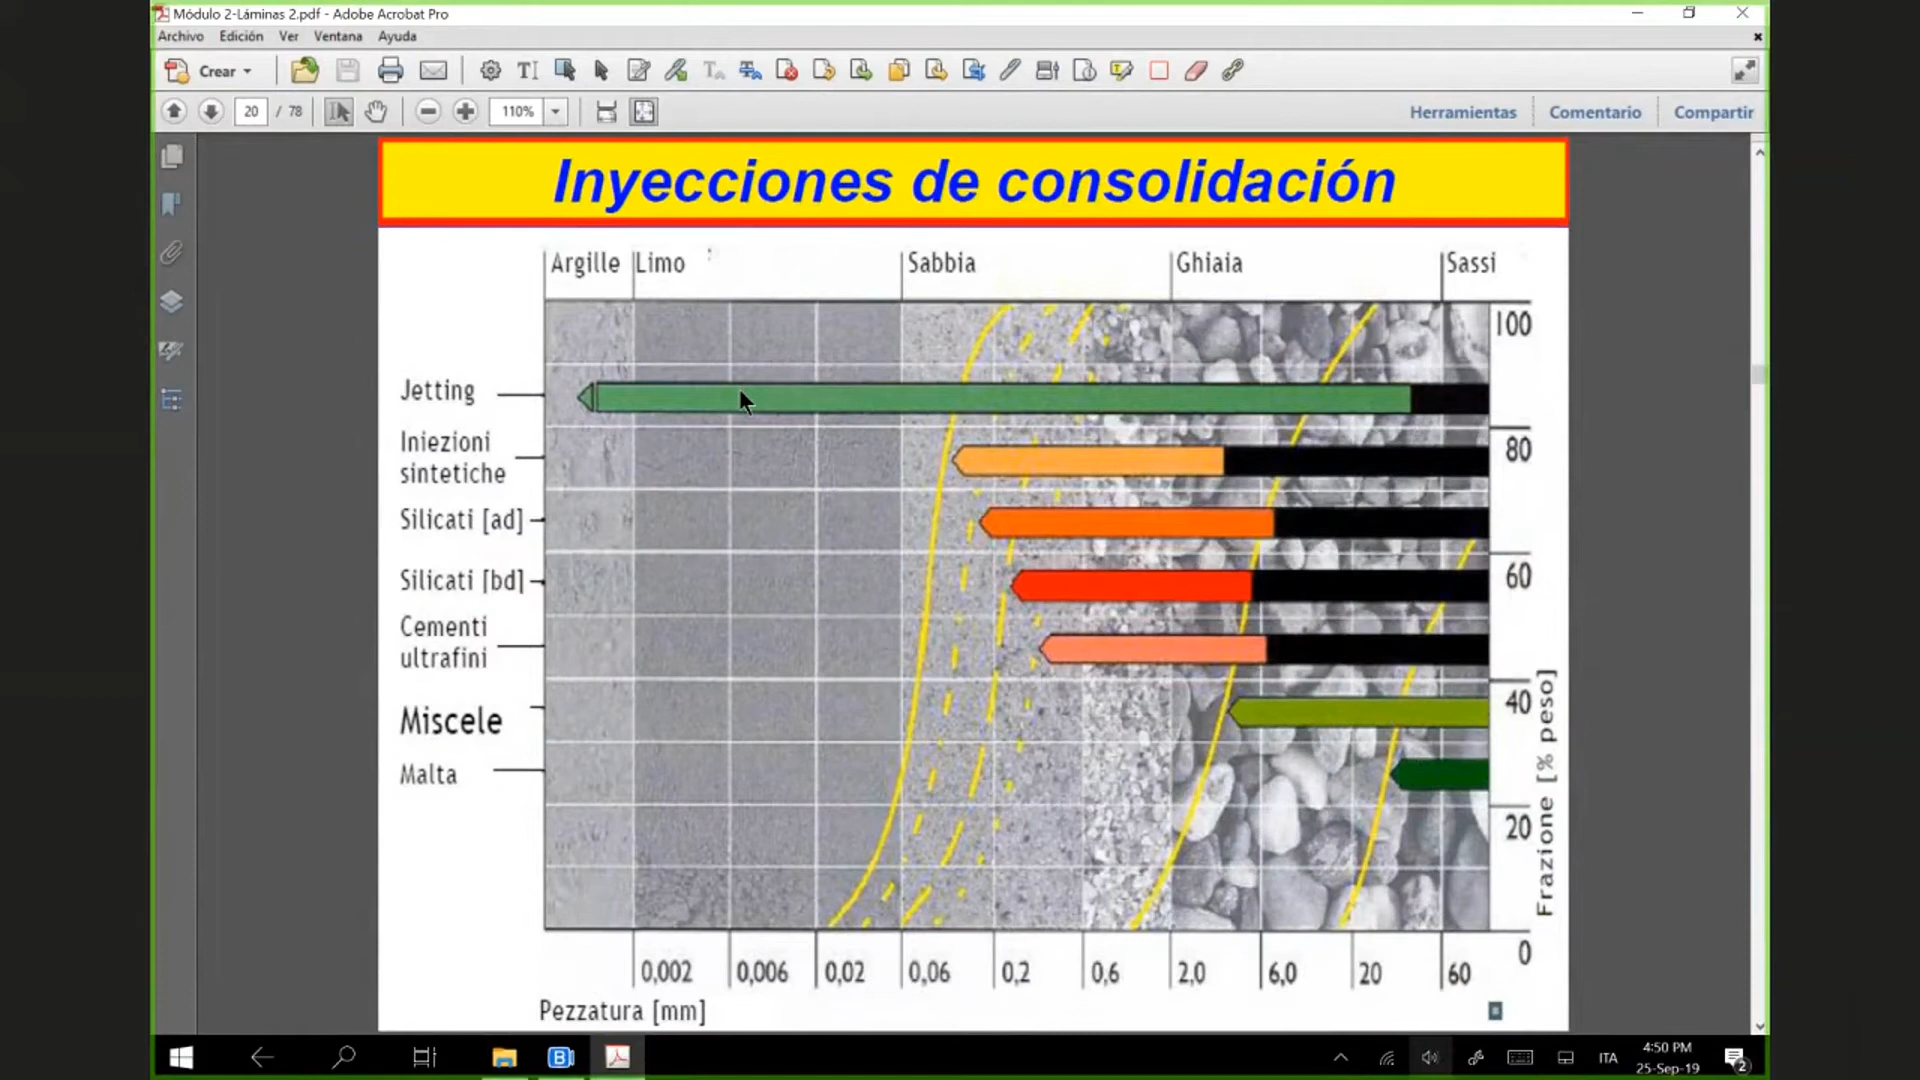 Módulo 2-Láminas 2.pdf - Adobe Acrobat Pro
Archivo Edición Ver Ventana Ayuda
Crear
20 / 78 110% Herramientas Comentario Compartir
Inyecciones de consolidación
Argille Limo Sabbia Ghiaia Sassi
100
Jetting
Iniezioni
sintetiche
80
Silicati [ad]
Silicati [bd]
60
Cementi
ultrafini
Miscele
40
Malta
20
Frazione [% peso]
0
0,002 0,006 0,02 0,06 0,2 0,6 2,0 6,0 20 60
Pezzatura [mm]
ITA
4:50 PM
25-Sep-19
2